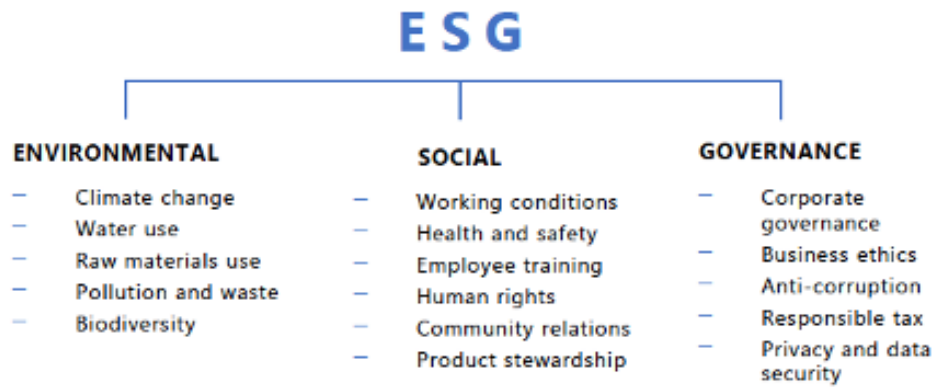 E S G
ENVIRONMENTAL
– Climate change
– Water use
– Raw materials use
– Pollution and waste
– Biodiversity
SOCIAL
– Working conditions
– Health and safety
– Employee training
– Human rights
– Community relations
– Product stewardship
GOVERNANCE
– Corporate
governance
– Business ethics
– Anti-corruption
– Responsible tax
– Privacy and data
security